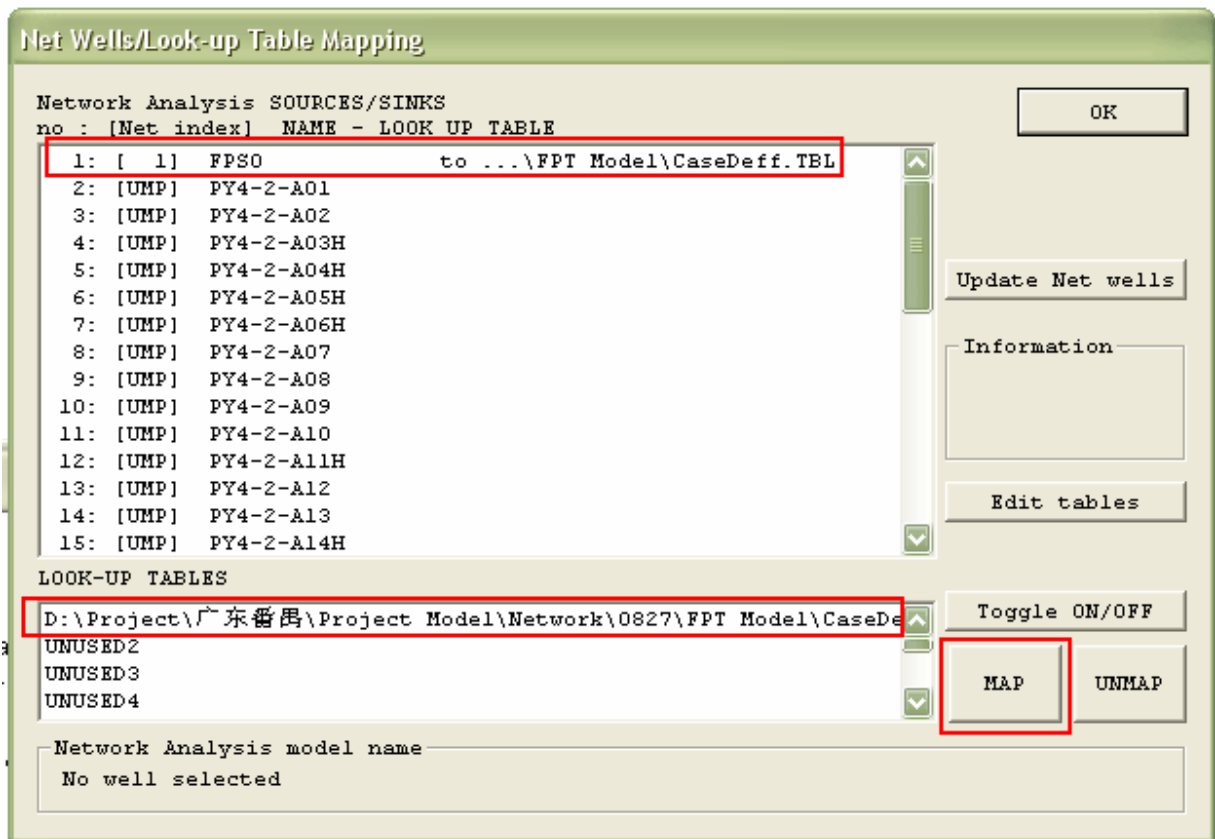 Net Wells/Look-up Table Mapping
Network Analysis SOURCES/SINKS
no : [Net index] NAME - LOOK UP TABLE
OK
1: [ 1] FPSO to ...\FPT Model\CaseDeff.TBL
2: [UMP] PY4-2-A01
3: [UMP] PY4-2-A02
4: [UMP] PY4-2-A03H
5: [UMP] PY4-2-A04H
6: [UMP] PY4-2-A05H
7: [UMP] PY4-2-A06H
8: [UMP] PY4-2-A07
9: [UMP] PY4-2-A08
10: [UMP] PY4-2-A09
11: [UMP] PY4-2-A10
12: [UMP] PY4-2-A11H
13: [UMP] PY4-2-A12
14: [UMP] PY4-2-A13
15: [UMP] PY4-2-A14H
Update Net wells
Information
Edit tables
LOOK-UP TABLES
D:\Project\广东番禺\Project Model\Network\0827\FPT Model\CaseDe
UNUSED2
UNUSED3
UNUSED4
Toggle ON/OFF
MAP
UNMAP
Network Analysis model name
No well selected